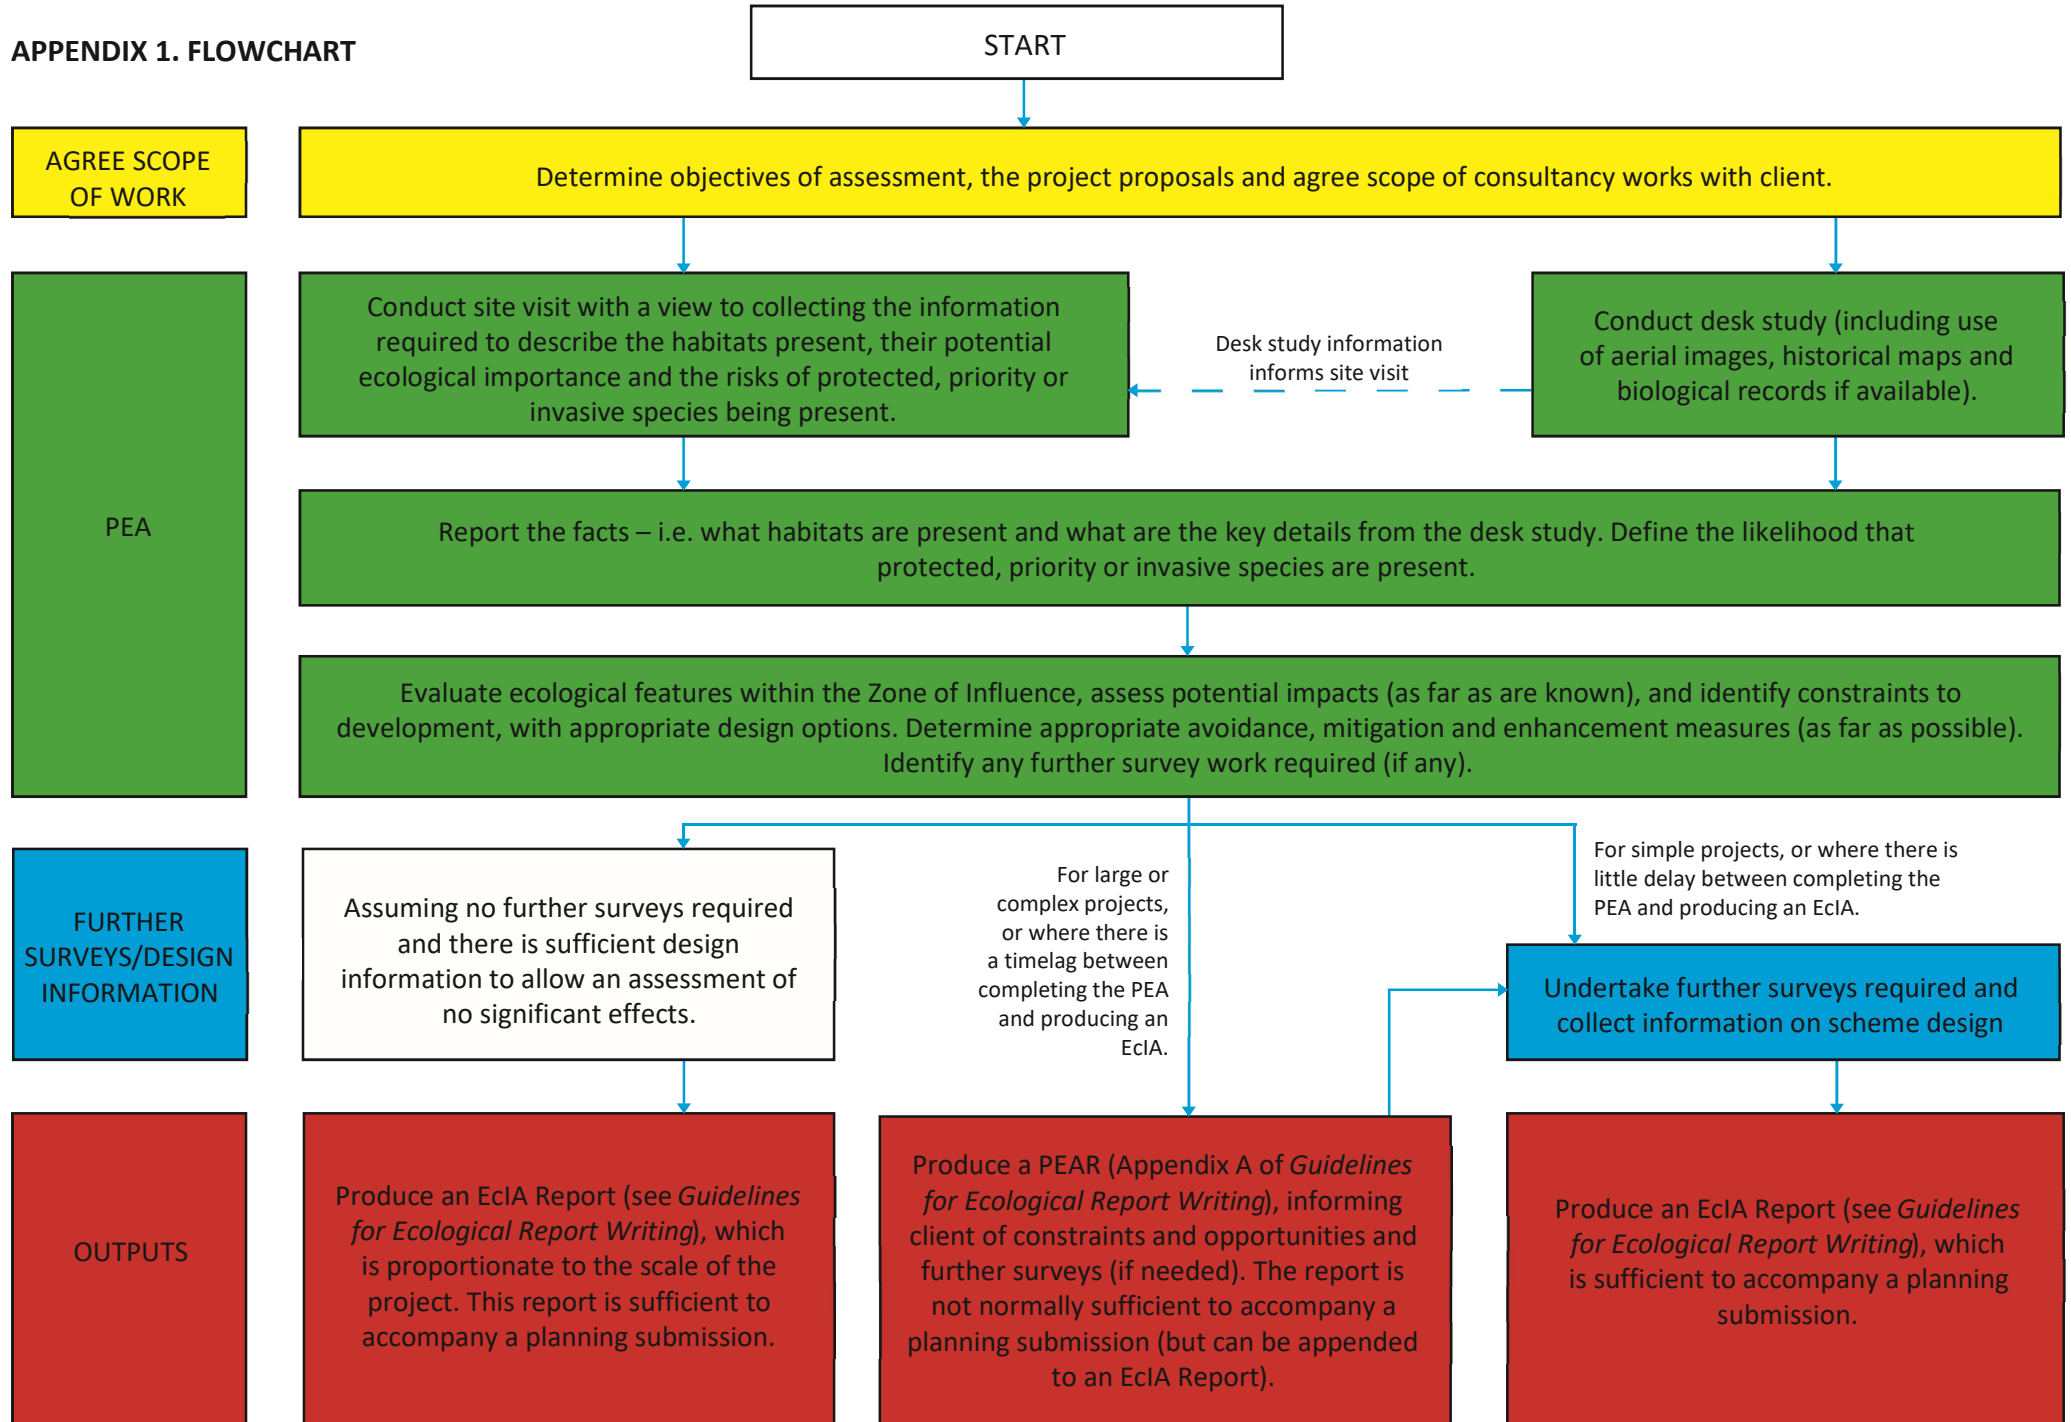 APPENDIX 1. FLOWCHART
START
AGREE SCOPE
OF WORK
Determine objectives of assessment, the project proposals and agree scope of consultancy works with client.
PEA
Conduct site visit with a view to collecting the information
required to describe the habitats present, their potential
ecological importance and the risks of protected, priority or
invasive species being present.
Desk study information
informs site visit
Conduct desk study (including use
of aerial images, historical maps and
biological records if available).
Report the facts – i.e. what habitats are present and what are the key details from the desk study. Define the likelihood that
protected, priority or invasive species are present.
Evaluate ecological features within the Zone of Influence, assess potential impacts (as far as are known), and identify constraints to
development, with appropriate design options. Determine appropriate avoidance, mitigation and enhancement measures (as far as possible).
Identify any further survey work required (if any).
FURTHER
SURVEYS/DESIGN
INFORMATION
Assuming no further surveys required
and there is sufficient design
information to allow an assessment of
no significant effects.
For large or
complex projects,
or where there is
a timelag between
completing the PEA
and producing an
EcIA.
For simple projects, or where there is
little delay between completing the
PEA and producing an EcIA.
Undertake further surveys required and
collect information on scheme design
OUTPUTS
Produce an EcIA Report (see Guidelines
for Ecological Report Writing), which
is proportionate to the scale of the
project. This report is sufficient to
accompany a planning submission.
Produce a PEAR (Appendix A of Guidelines
for Ecological Report Writing), informing
client of constraints and opportunities and
further surveys (if needed). The report is
not normally sufficient to accompany a
planning submission (but can be appended
to an EcIA Report).
Produce an EcIA Report (see Guidelines
for Ecological Report Writing), which
is sufficient to accompany a planning
submission.